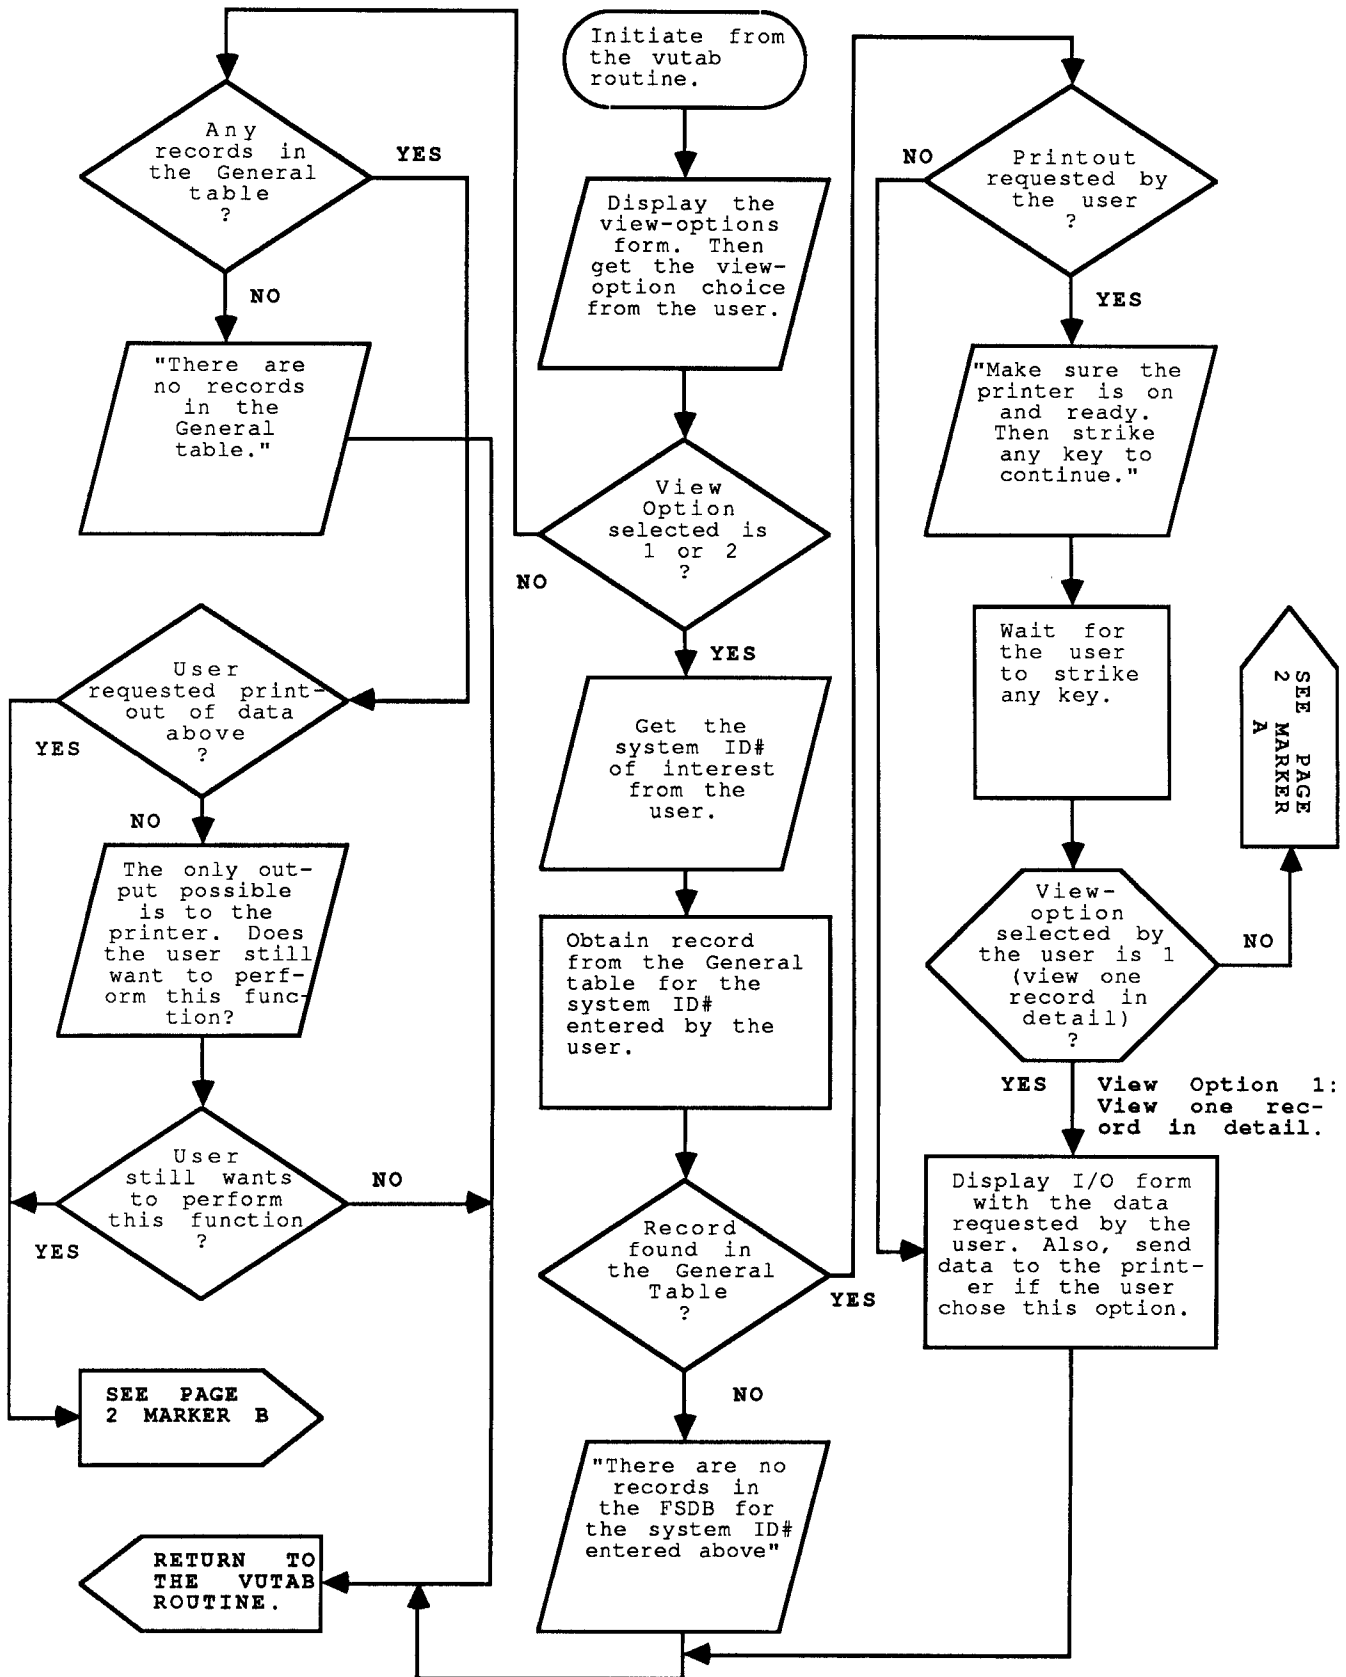 Initiate from
the vutab
routine.
Display the
view-options
form. Then
get the view-
option choice
from the user.
View
Option
selected is
1 or 2
?
NO
YES
Get the
system ID#
of interest
from the
user.
Obtain record
from the General
table for the
system ID#
entered by the
user.
Record
found in
the General
Table
?
YES
NO
"There are no
records in
the FSDB for
the system ID#
entered above"
Any
records in
the General
table
?
YES
NO
"There are
no records
in the
General
table."
User
requested print-
out of data
above
?
YES
NO
The only out-
put possible
is to the
printer. Does
the user still
want to perf-
orm this func-
tion?
User
still wants
to perform
this function
?
NO
YES
SEE PAGE
2 MARKER B
RETURN TO
THE VUTAB
ROUTINE.
Printout
requested by
the user
?
NO
YES
"Make sure the
printer is on
and ready.
Then strike
any key to
continue."
Wait for
the user
to strike
any key.
View-
option
selected by
the user is 1
(view one
record in
detail)
?
NO
SEE PAGE
2 MARKER
A
YES
View Option 1:
View one rec-
ord in detail.
Display I/O form
with the data
requested by the
user. Also, send
data to the print-
er if the user
chose this option.